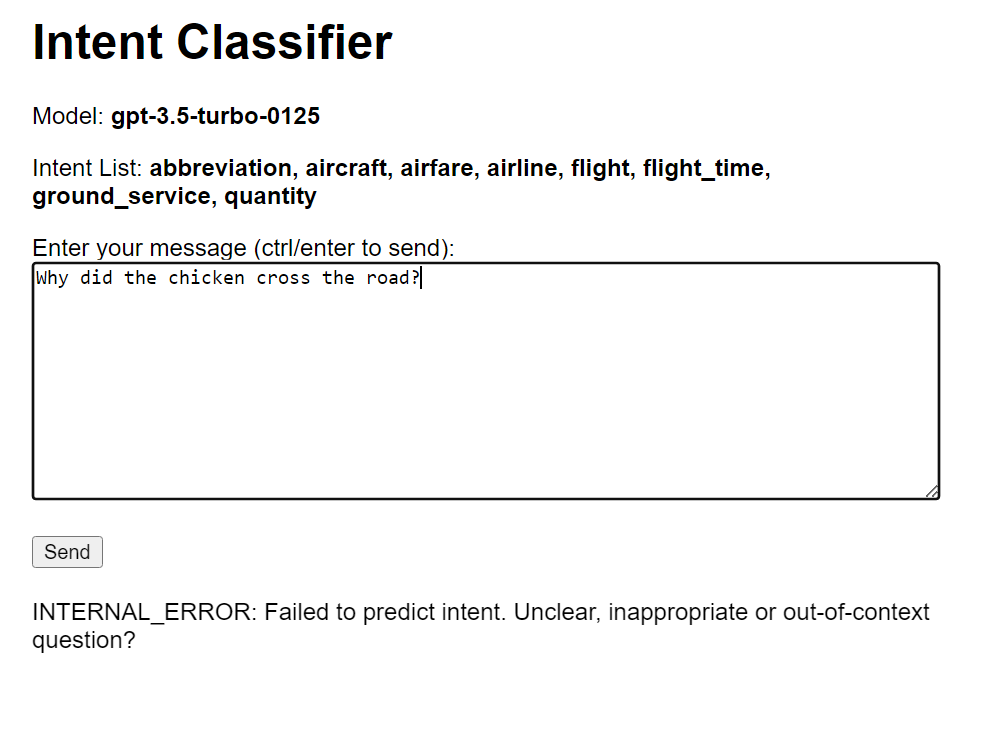 Intent Classifier
Model: gpt-3.5-turbo-0125
Intent List: abbreviation, aircraft, airfare, airline, flight, flight_time,
ground_service, quantity
Enter your message (ctrl/enter to send):
Why did the chicken cross the road?
Send
INTERNAL_ERROR: Failed to predict intent. Unclear, inappropriate or out-of-context
question?